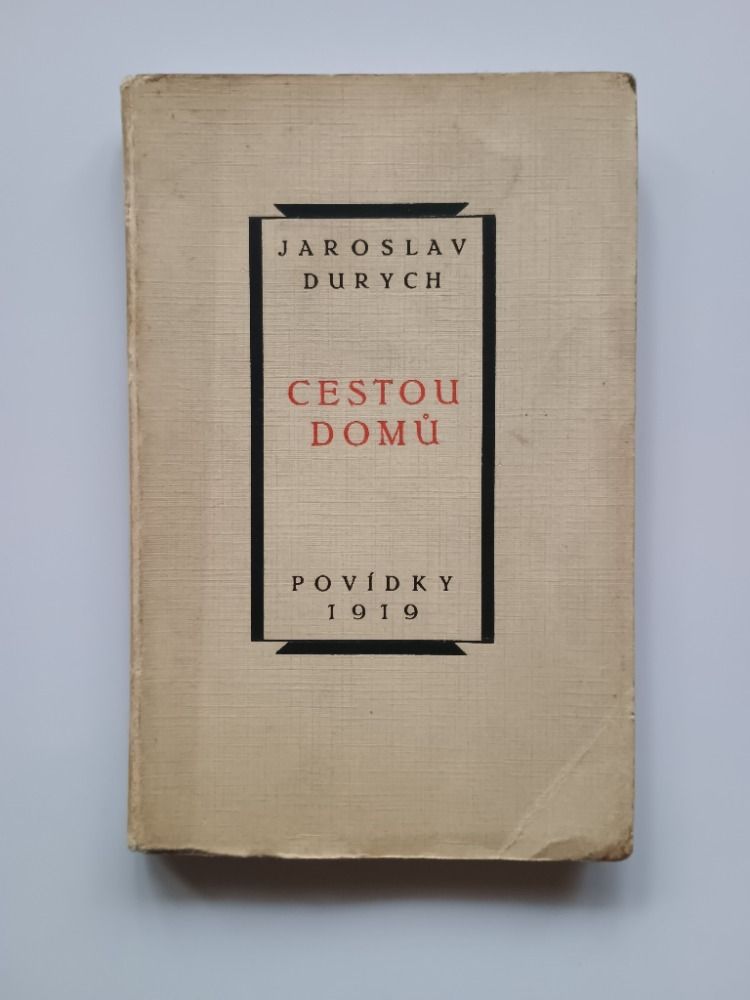 JAROSLAV
DURYCH
CESTOU
DOMŮ
POVÍDKY
1919